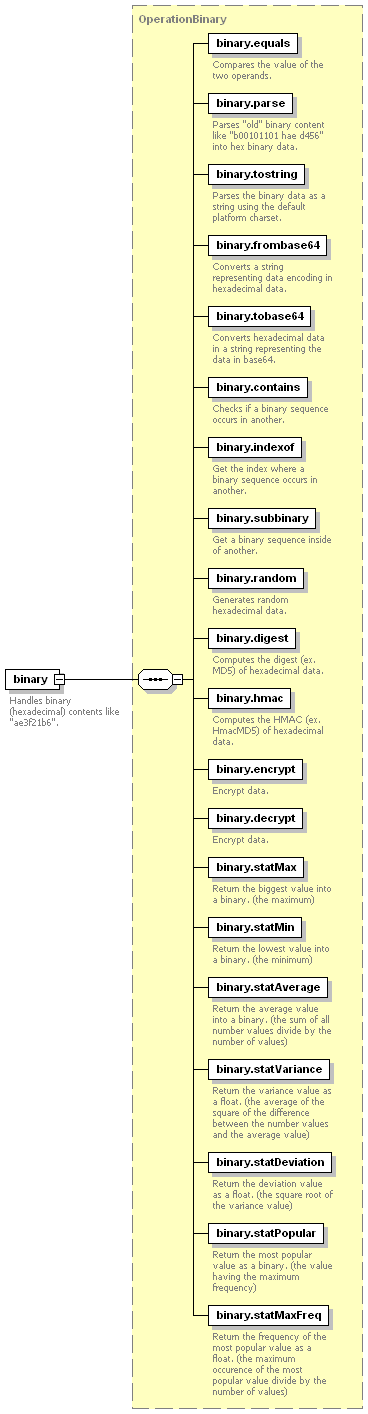 OperationBinary
binary.equals
Compares the value of the
two operands.
binary.parse
Parses "old" binary content
like "b00101101 hae d456"
into hex binary data.
binary.tostring
Parses the binary data as a
string using the default
platform charset.
binary.frombase64
Converts a string
representing data encoding in
hexadecimal data.
binary.tobase64
Converts hexadecimal data
in a string representing the
data in base64.
binary.contains
Checks if a binary sequence
occurs in another.
binary.indexof
Get the index where a
binary sequence occurs in
another.
binary.subbinary
Get a binary sequence inside
of another.
binary.random
Generates random
hexadecimal data.
binary.digest
Computes the digest (ex.
MD5) of hexadecimal data.
binary
Handles binary
(hexadecimal) contents like
"ae3f21b6".
binary.hmac
Computes the HMAC (ex.
HmacMD5) of hexadecimal
data.
binary.encrypt
Encrypt data.
binary.decrypt
Encrypt data.
binary.statMax
Return the biggest value into
a binary. (the maximum)
binary.statMin
Return the lowest value into
a binary. (the minimum)
binary.statAverage
Return the average value
into a binary. (the sum of all
number values divide by the
number of values)
binary.statVariance
Return the variance value as
a float. (the average of the
square of the difference
between the number values
and the average value)
binary.statDeviation
Return the deviation value
as a float. (the square root of
the variance value)
binary.statPopular
Return the most popular
value as a binary. (the value
having the maximum
frequency)
binary.statMaxFreq
Return the frequency of the
most popular value as a
float. (the maximum
occurence of the most
popular value divide by the
number of values)